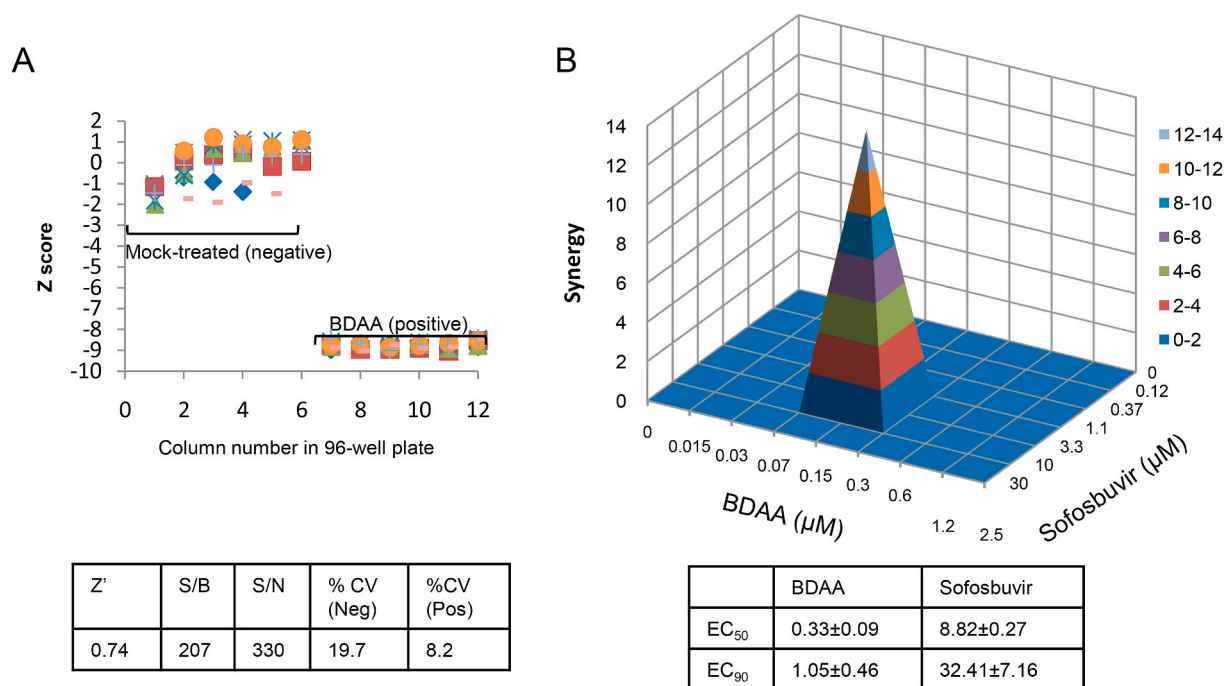 A
2
1
0
-1
-2
-3
-4
-5
-6
-7
-8
-9
-10
Z score
Mock-treated (negative)
BDAA (positive)
0 2 4 6 8 10 12
Column number in 96-well plate
Z’ S/B S/N % CV (Neg) %CV (Pos)
0.74 207 330 19.7 8.2
B
14
12
10
8
6
4
2
0
Synergy
0 0.015 0.03 0.07 0.15 0.3 0.6 1.2 2.5
BDAA (µM)
30 10 3.3 1.1 0.37 0.12 0
Sofosbuvir (µM)
12-14
10-12
8-10
6-8
4-6
2-4
0-2
BDAA Sofosbuvir
EC50 0.33±0.09 8.82±0.27
EC90 1.05±0.46 32.41±7.16